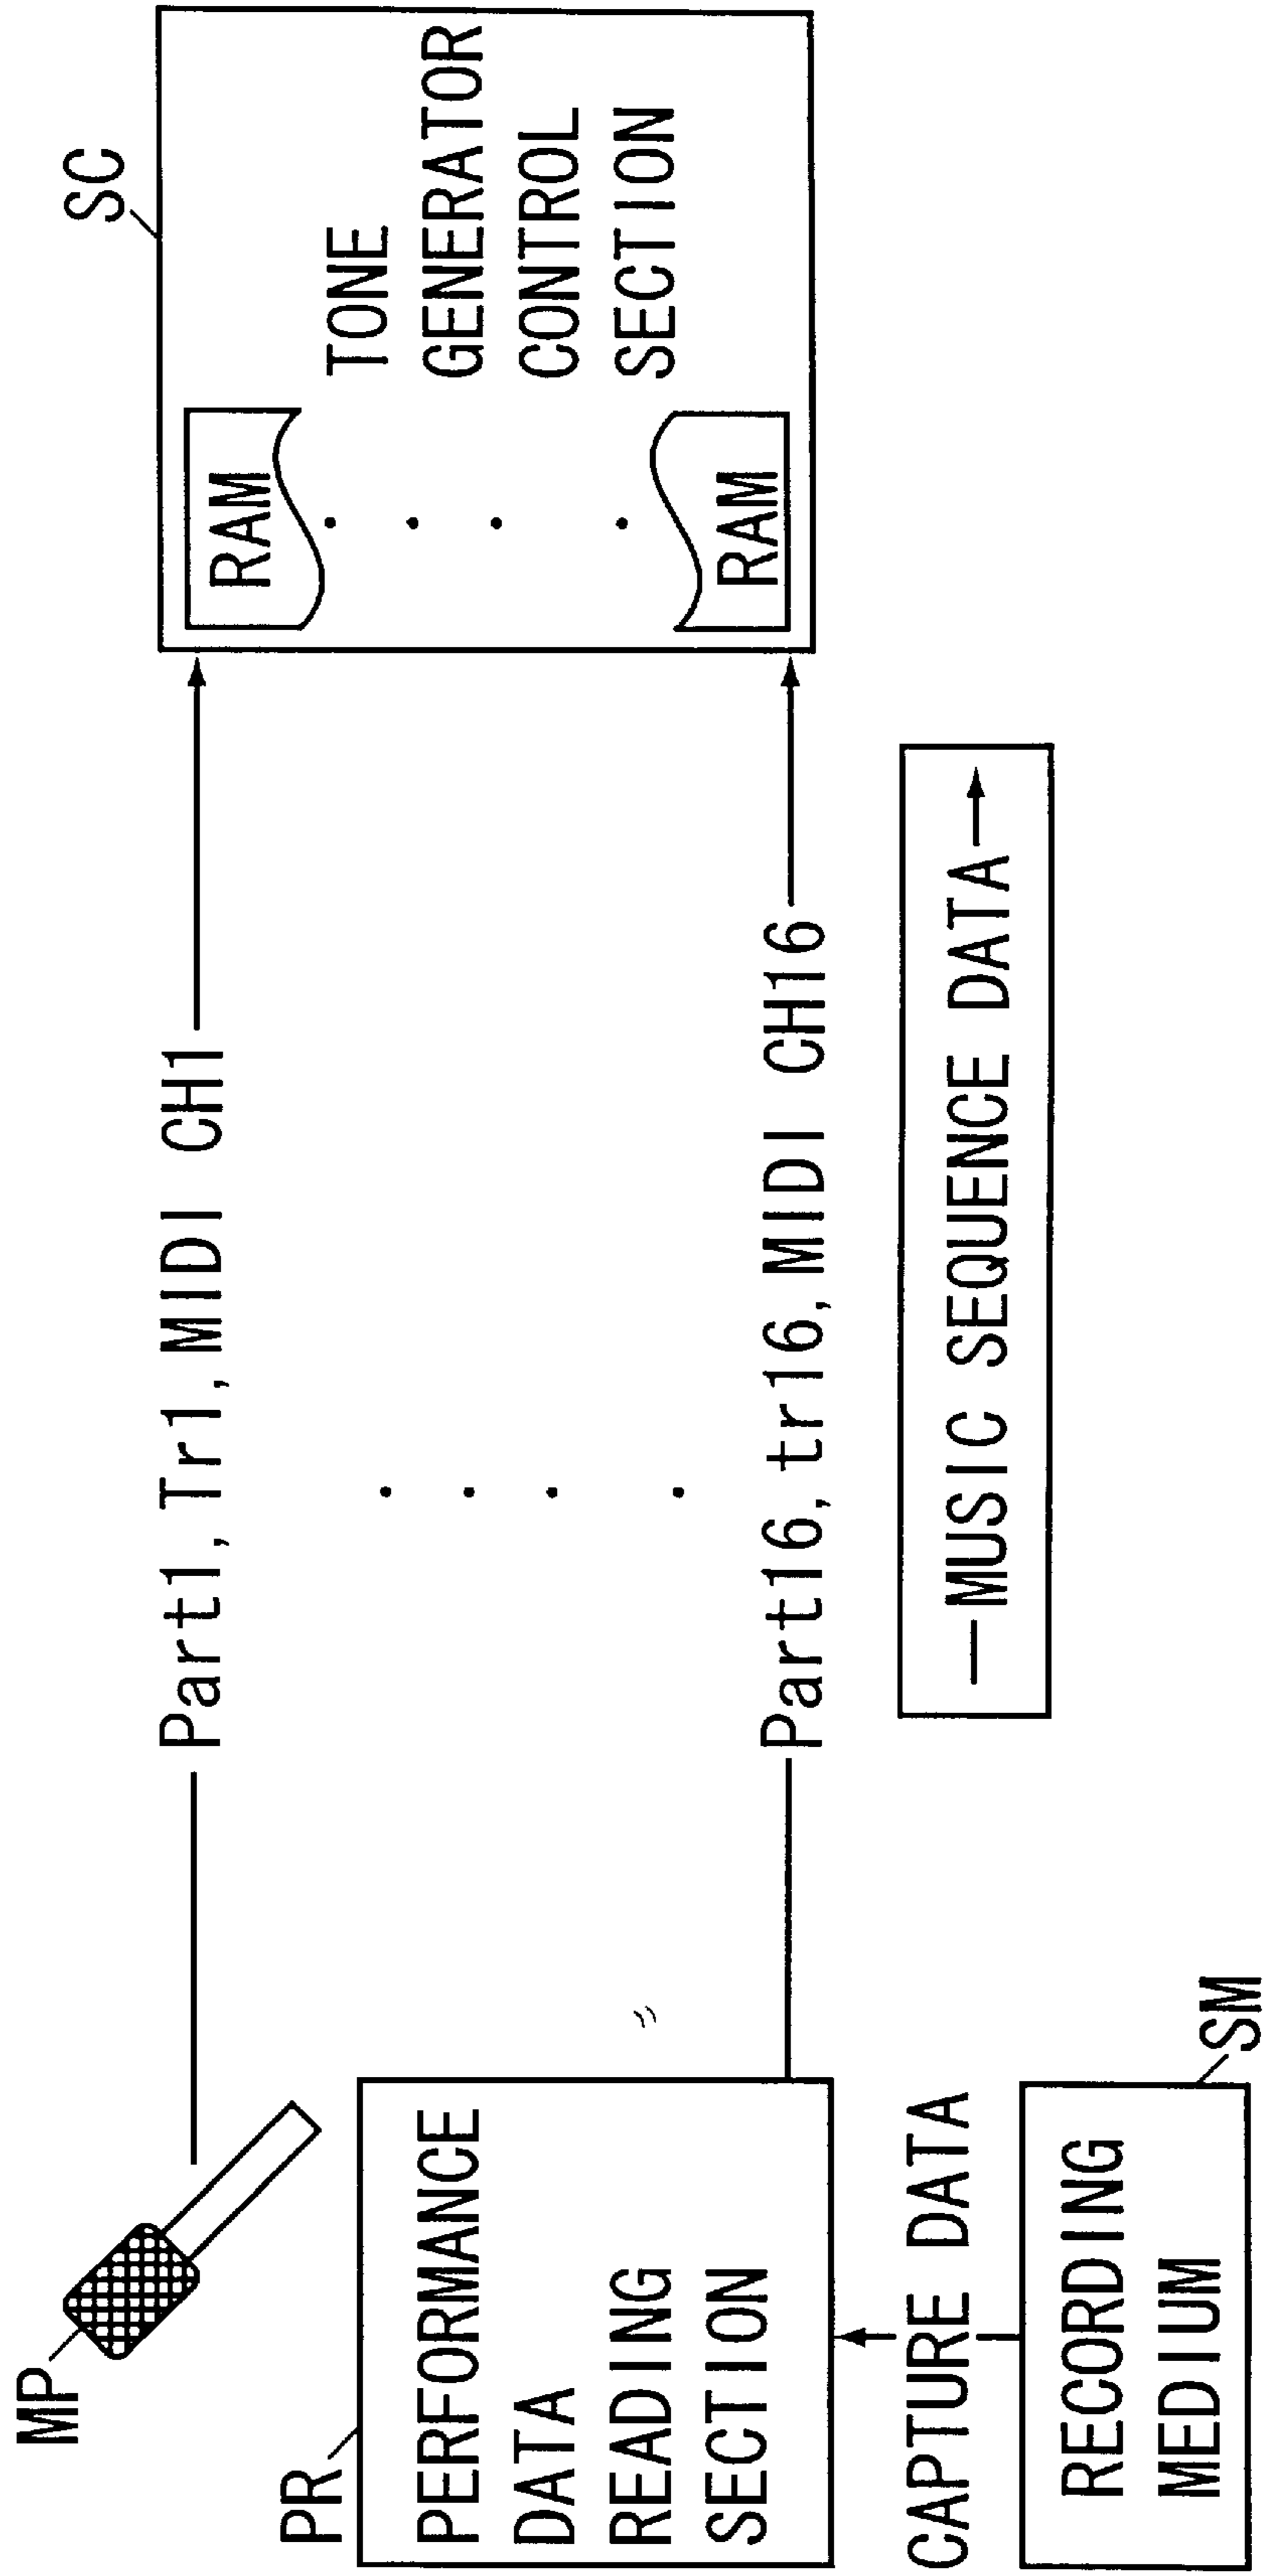 MP
Part1, Tr1, MIDI CH1
SC
RAM
TONE
GENERATOR
CONTROL
SECTION
RAM
PR
PERFORMANCE
DATA
READING
SECTION
Part16, tr16, MIDI CH16
MUSIC SEQUENCE DATA
CAPTURE DATA
RECORDING
MEDIUM
SM